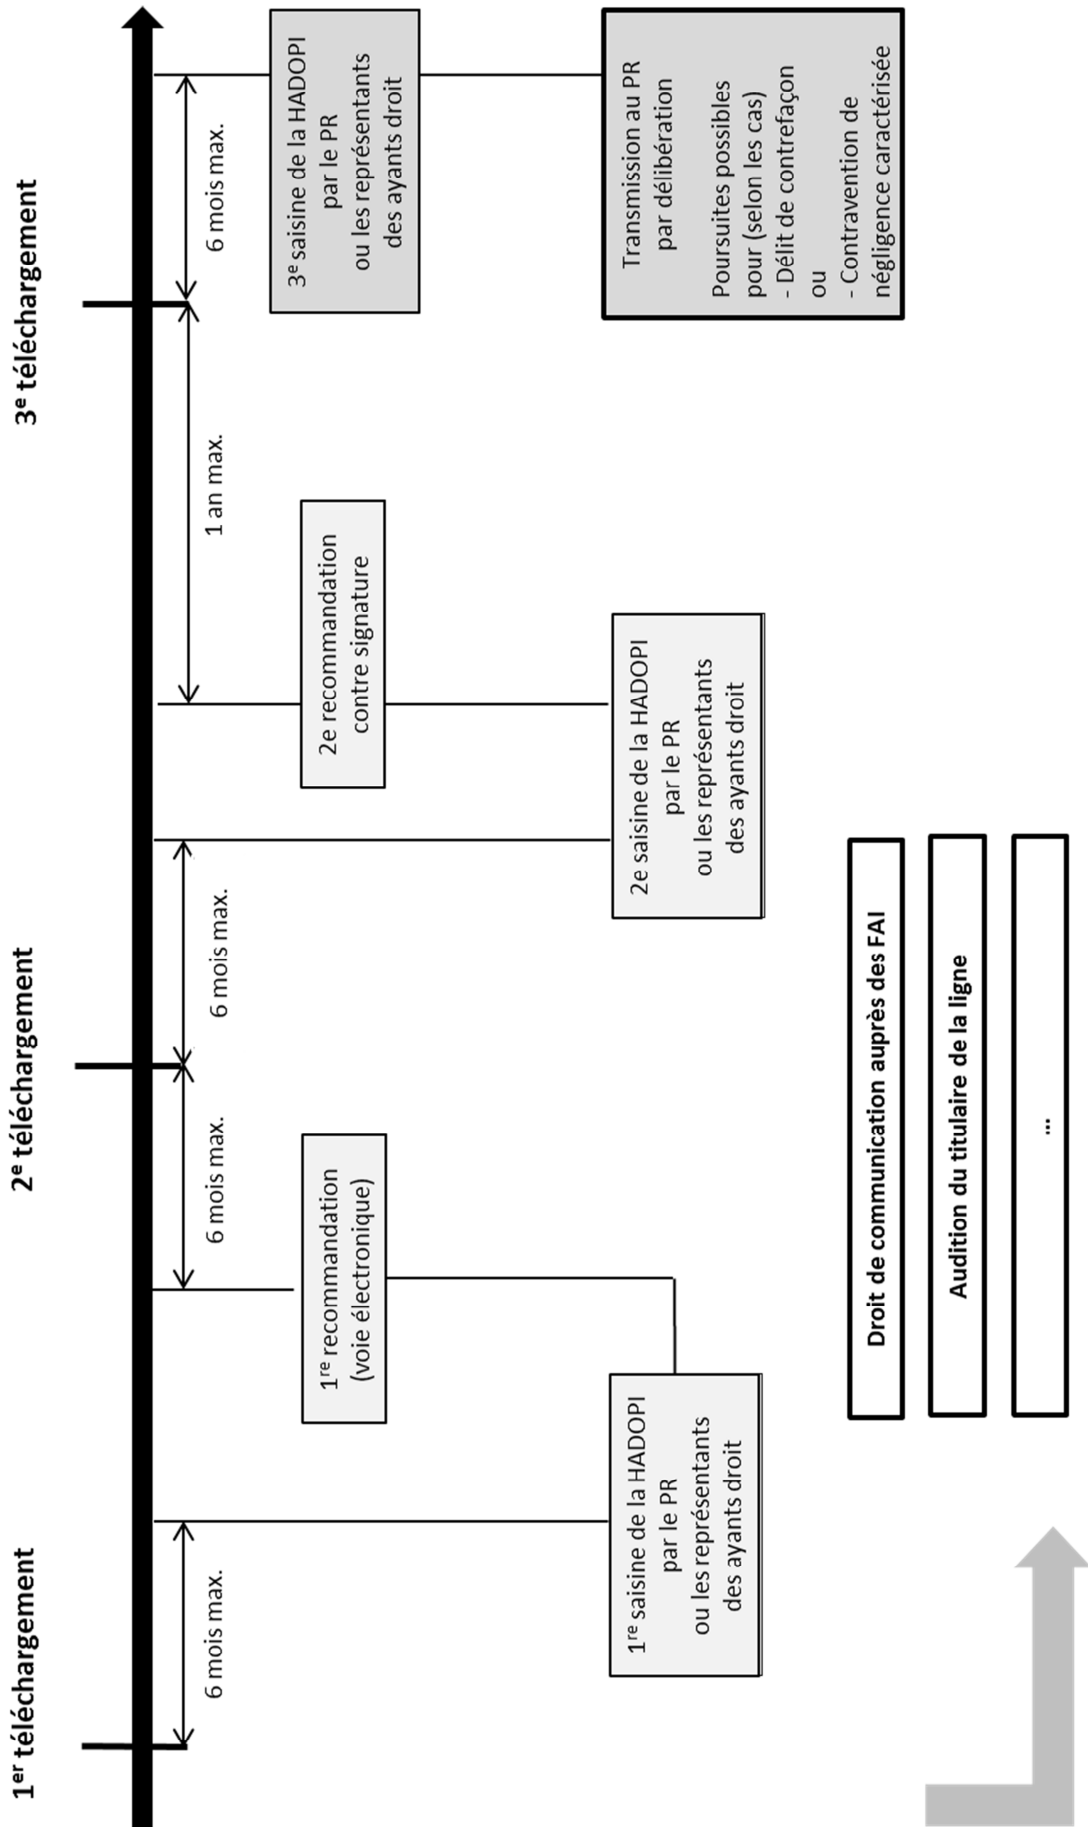 1er téléchargement
2e téléchargement
3e téléchargement
6 mois max.
6 mois max.
6 mois max.
1 an max.
6 mois max.
1re recommandation
(voie électronique)
2e recommandation
contre signature
3e saisine de la HADOPI
par le PR
ou les représentants
des ayants droit
1re saisine de la HADOPI
par le PR
ou les représentants
des ayants droit
2e saisine de la HADOPI
par le PR
ou les représentants
des ayants droit
Transmission au PR
par délibération
Poursuites possibles
pour (selon les cas)
- Délit de contrefaçon
ou
- Contravention de
négligence caractérisée
Droit de communication auprès des FAI
Audition du titulaire de la ligne
...